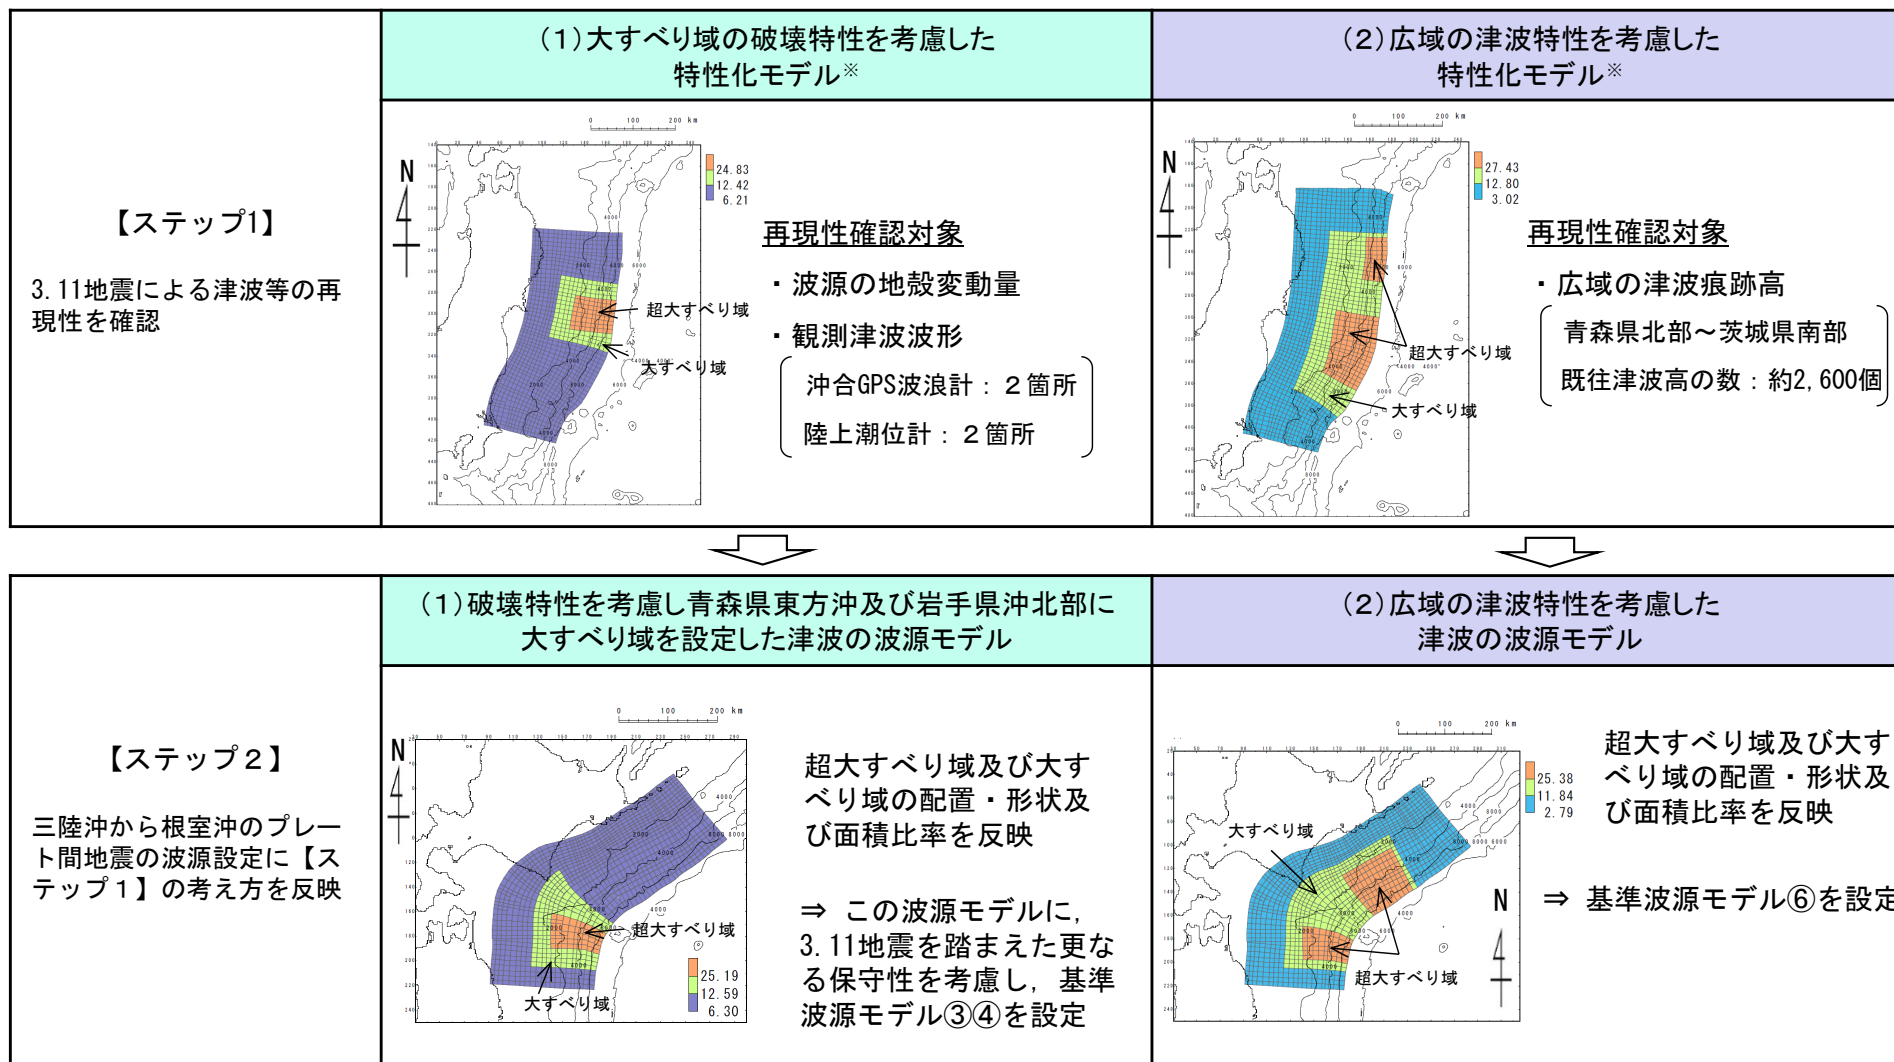 (1)大すべり域の破壊特性を考慮した
特性化モデル※
(2)広域の津波特性を考慮した
特性化モデル※
【ステップ1】
3.11地震による津波等の再
現性を確認
0 100 200 km
N
24.83
12.42
6.21
超大すべり域
大すべり域
再現性確認対象
・波源の地殻変動量
・観測津波波形
沖合GPS波浪計：２箇所
陸上潮位計：２箇所
0 100 200 km
N
27.43
12.80
3.02
超大すべり域
大すべり域
再現性確認対象
・広域の津波痕跡高
青森県北部～茨城県南部
既往津波高の数：約2,600個
(1)破壊特性を考慮し青森県東方沖及び岩手県沖北部に
大すべり域を設定した津波の波源モデル
(2)広域の津波特性を考慮した
津波の波源モデル
【ステップ２】
三陸沖から根室沖のプレー
ト間地震の波源設定に【ス
テップ１】の考え方を反映
0 100 200 km
N
超大すべり域
大すべり域
25.19
12.59
6.30
超大すべり域及び大す
べり域の配置・形状及
び面積比率を反映
⇒ この波源モデルに，
3.11地震を踏まえた更な
る保守性を考慮し，基準
波源モデル③④を設定
0 100 200 km
25.38
11.84
2.79
大すべり域
超大すべり域
N
超大すべり域及び大す
べり域の配置・形状及
び面積比率を反映
⇒ 基準波源モデル⑥を設定